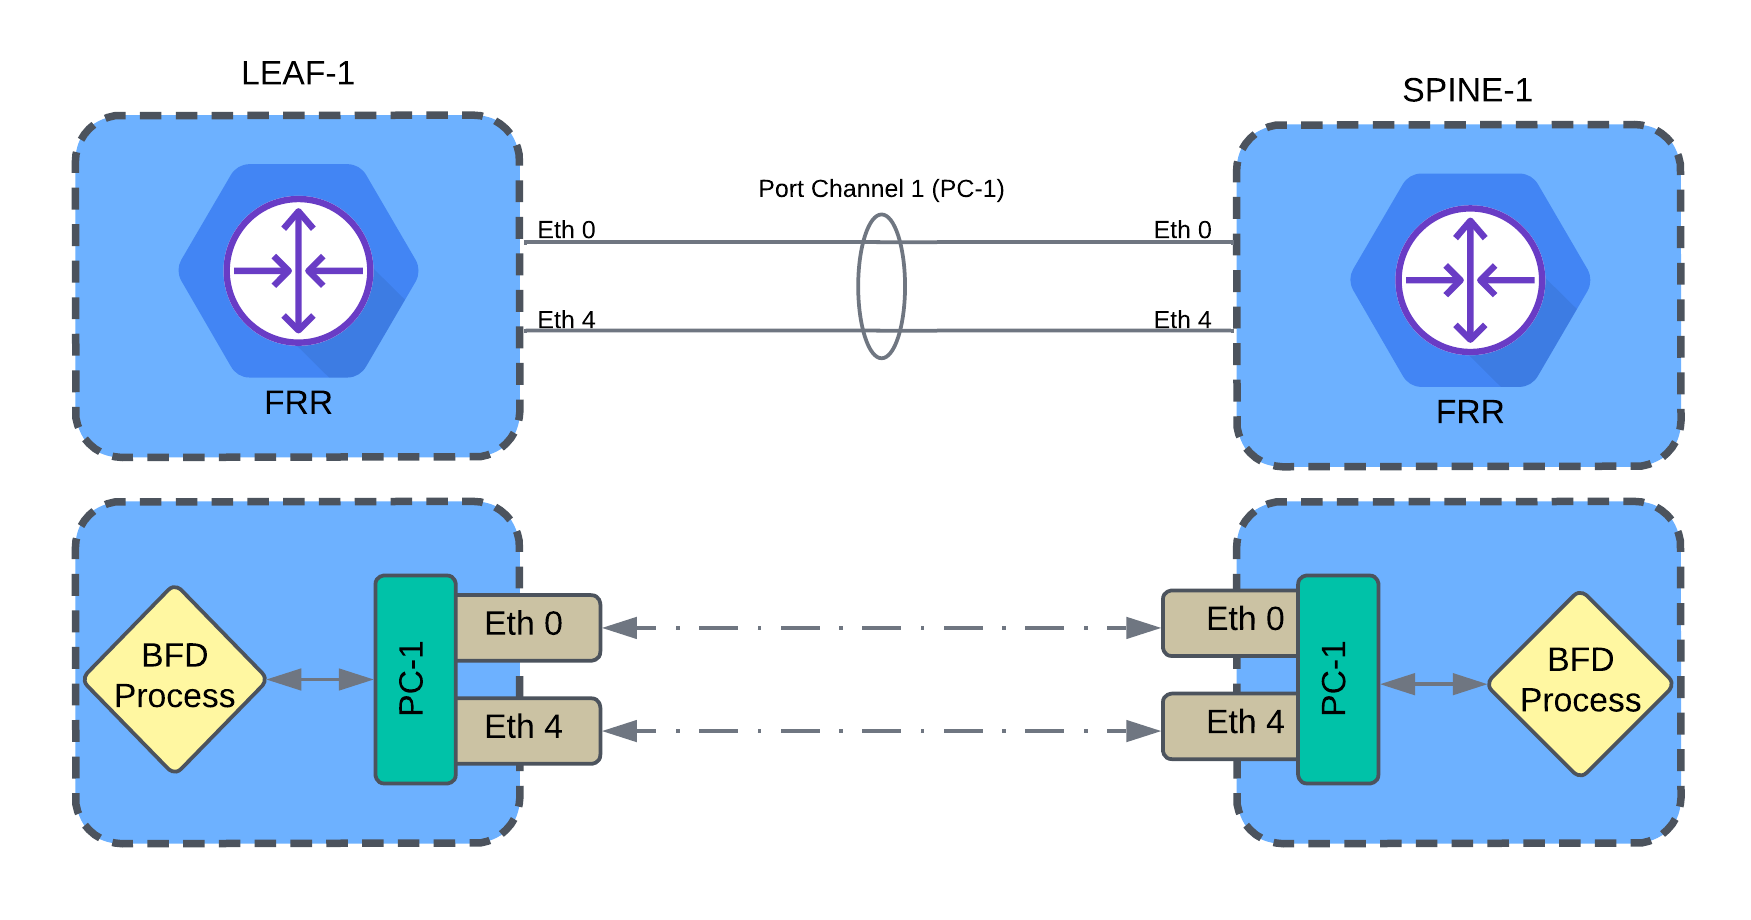 LEAF-1
SPINE-1
Port Channel 1 (PC-1)
Eth 0
Eth 0
Eth 4
Eth 4
FRR
FRR
BFD
Process
PC-1
Eth 0
Eth 4
Eth 0
Eth 4
PC-1
BFD
Process